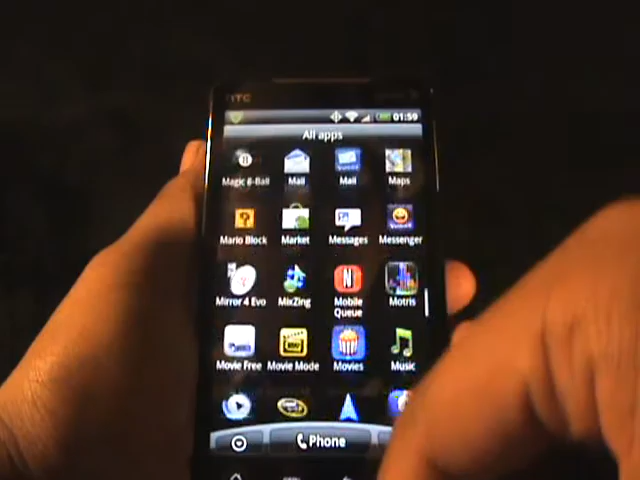 HTC
01:59
All apps
Magic 8-Ball
Mail
Mail
Maps
Mario Block
Market
Messages
Messenger
Mirror 4 Evo
MixZing
Mobile Queue
Motris
Movie Free
Movie Mode
Movies
Music
Phone